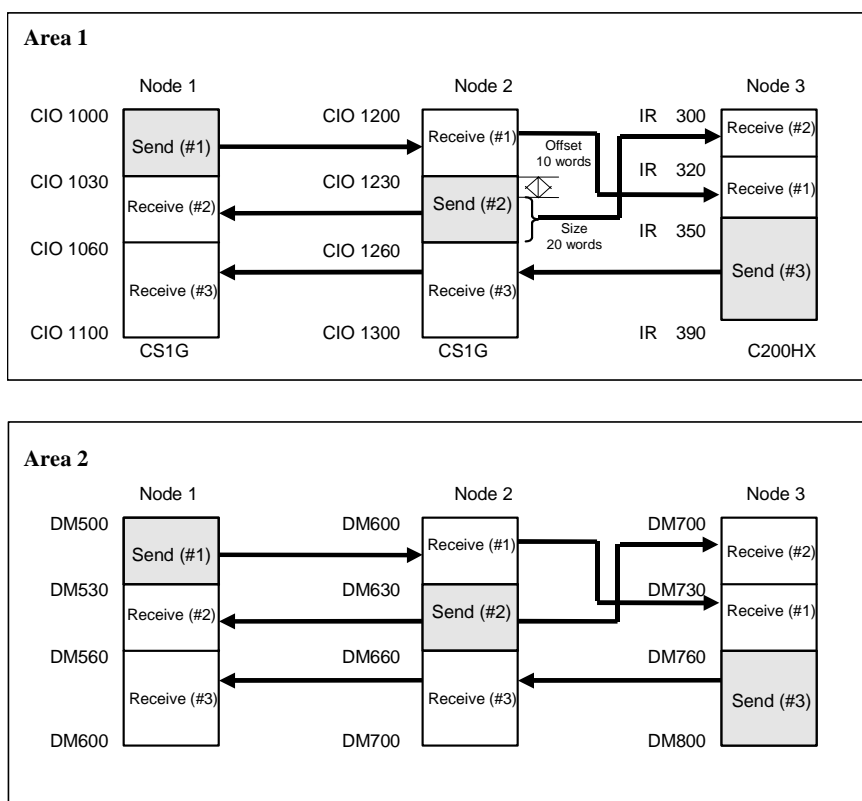 Area 1
Node 1 Node 2 Node 3
CIO 1000 CIO 1200 IR 300
Send (#1) Receive (#1) Receive (#2)
Offset
10 words
CIO 1030 CIO 1230 IR 320
Receive (#2) Send (#2) Receive (#1)
Size
20 words
CIO 1060 CIO 1260 IR 350
Receive (#3) Receive (#3) Send (#3)
CIO 1100 CIO 1300 IR 390
CS1G CS1G C200HX
Area 2
Node 1 Node 2 Node 3
DM500 DM600 DM700
Send (#1) Receive (#1) Receive (#2)
DM530 DM630 DM730
Receive (#2) Send (#2) Receive (#1)
DM560 DM660 DM760
Receive (#3) Receive (#3) Send (#3)
DM600 DM700 DM800